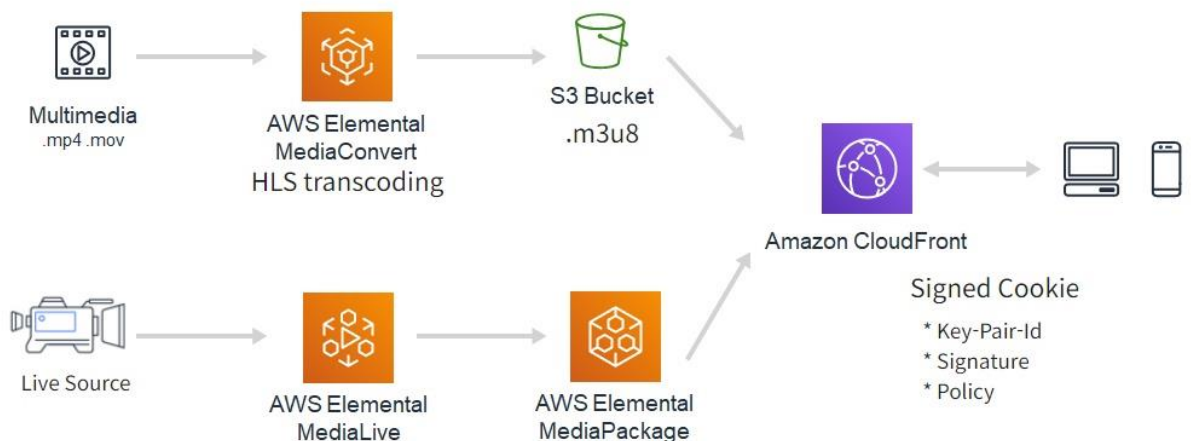 Multimedia
.mp4 .mov
AWS Elemental
MediaConvert
HLS transcoding
S3 Bucket
.m3u8
Amazon CloudFront
Signed Cookie
* Key-Pair-Id
* Signature
* Policy
Live Source
AWS Elemental
MediaLive
AWS Elemental
MediaPackage